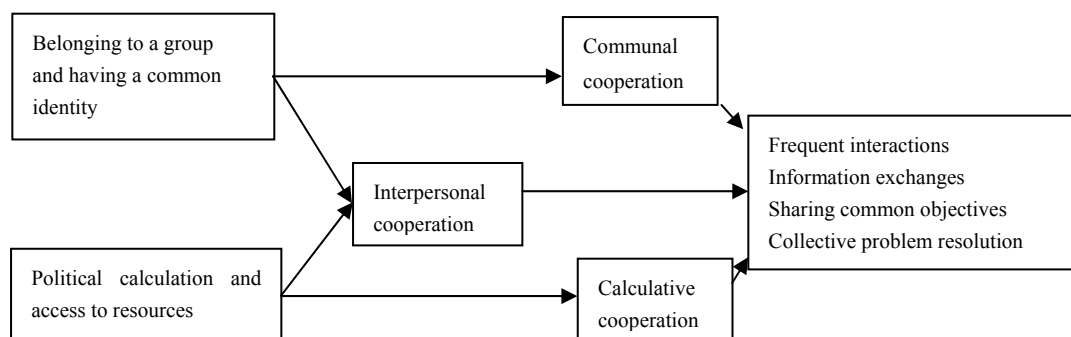 Belonging to a group
and having a common
identity
Communal
cooperation
Frequent interactions
Information exchanges
Sharing common objectives
Collective problem resolution
Interpersonal
cooperation
Political calculation and
access to resources
Calculative
cooperation